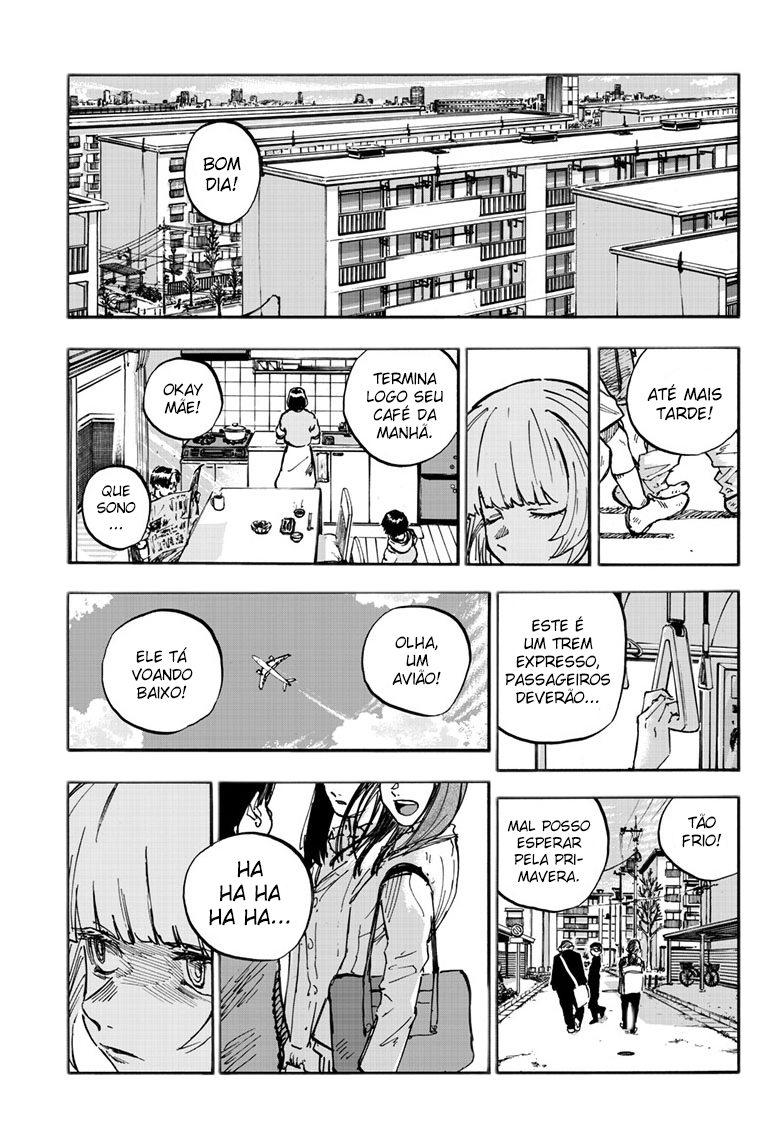 BOM
DIA!
ATÉ MAIS
TARDE!
TERMINA
LOGO SEU
CAFÉ DA
MANHÃ.
OKAY
MÃE!
QUE
SONO
...
ESTE É
UM TREM
EXPRESSO,
PASSAGEIROS
DEVERÃO...
OLHA,
UM
AVIÃO!
ELE TÁ
VOANDO
BAIXO!
TÃO
FRIO!
MAL POSSO
ESPERAR
PELA PRI-
MAVERA.
HA
HA HA
HA HA...